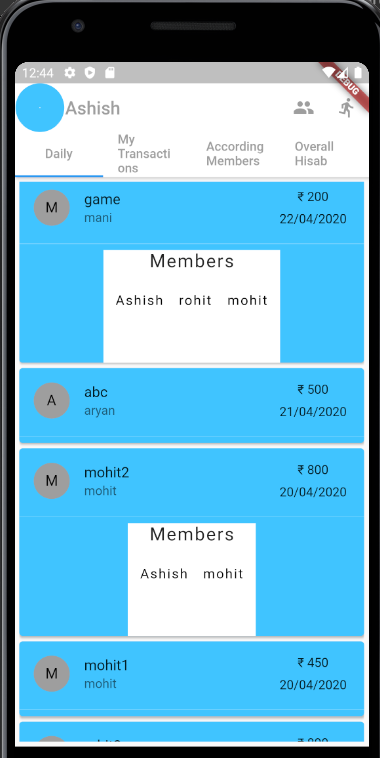 12:44
DEBUG
Ashish
Daily
My Transacti ons
According Members
Overall Hisab
M
game
mani
₹ 200
22/04/2020
Members
Ashish rohit mohit
A
abc
aryan
₹ 500
21/04/2020
M
mohit2
mohit
₹ 800
20/04/2020
Members
Ashish mohit
M
mohit1
mohit
₹ 450
20/04/2020